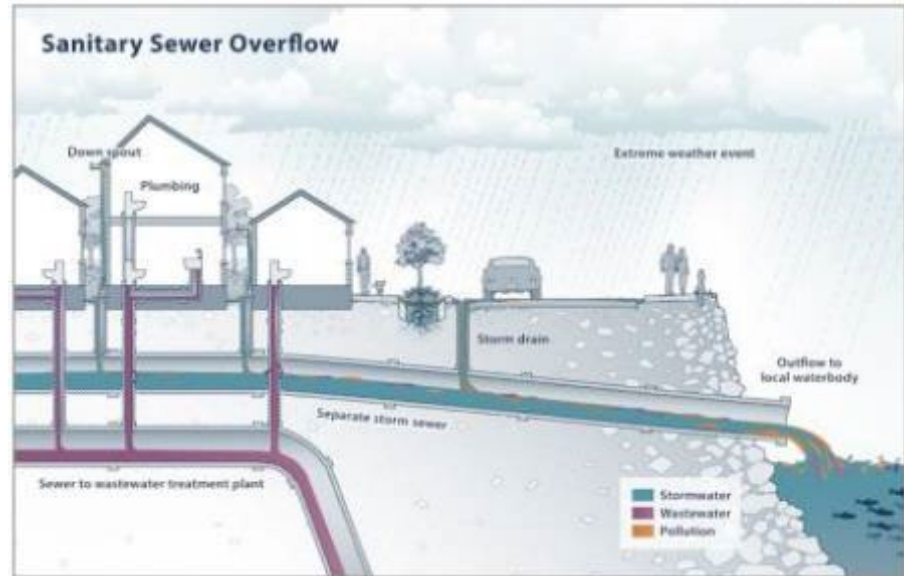 Sanitary Sewer Overflow
Down spout
Extreme weather event
Plumbing
Storm drain
Outflow to
local waterbody
Separate storm sewer
Sewer to wastewater treatment plant
Stormwater
Wastewater
Pollution